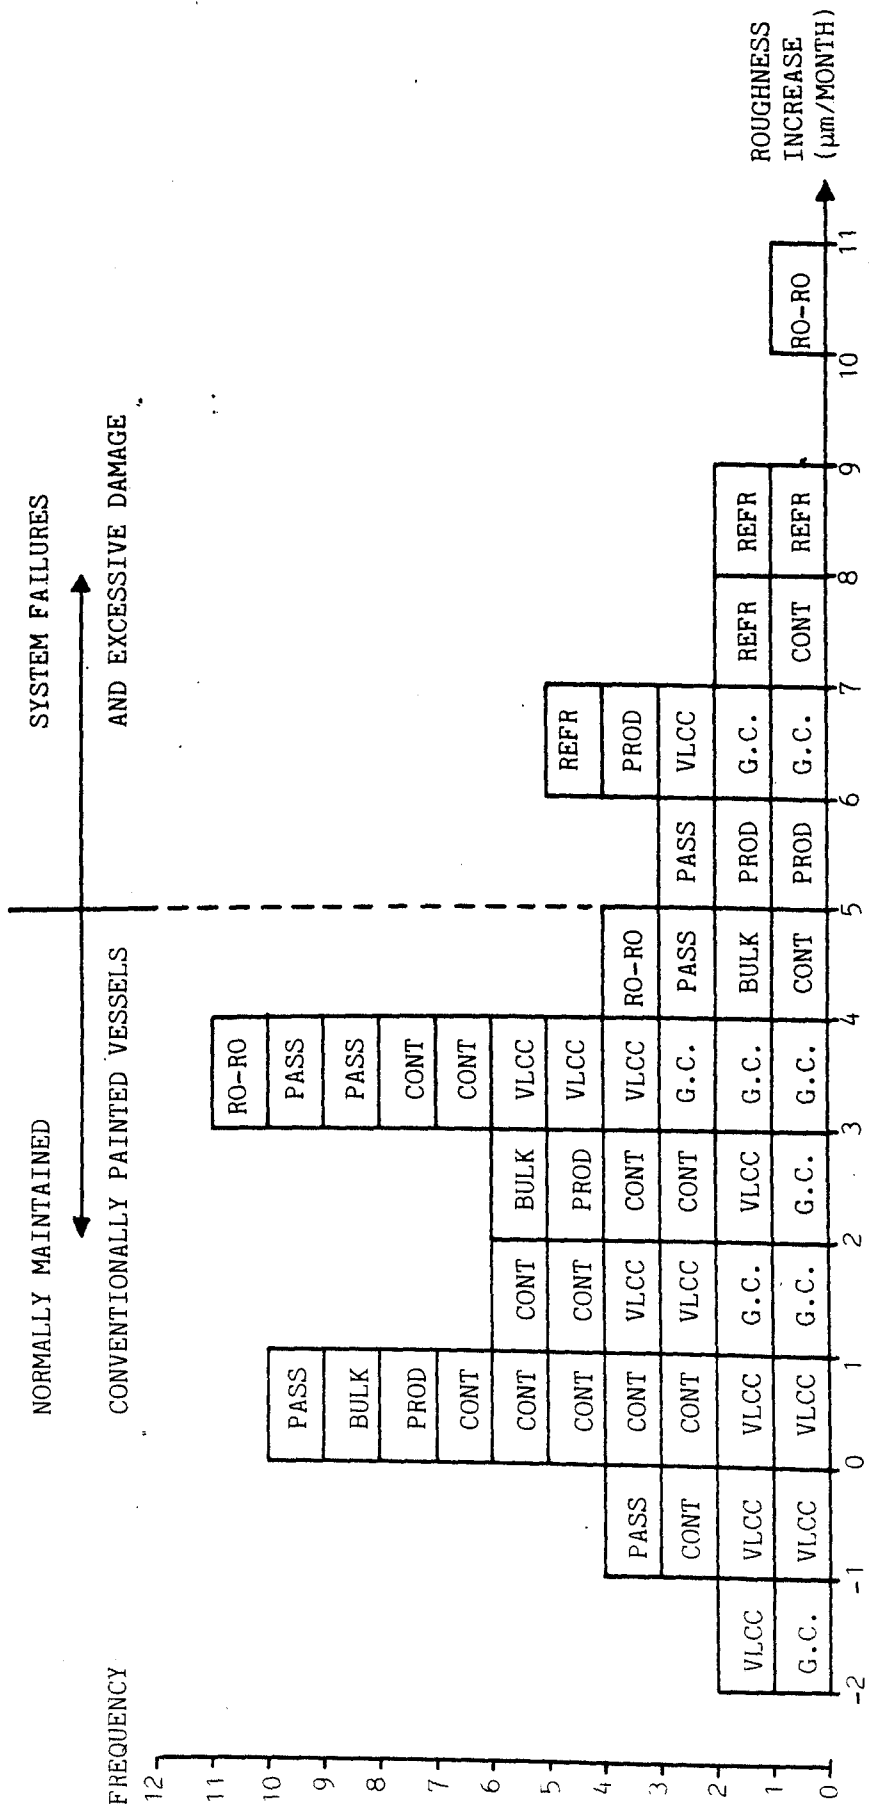 NORMALLY MAINTAINED
SYSTEM FAILURES
CONVENTIONALLY PAINTED VESSELS
AND EXCESSIVE DAMAGE
FREQUENCY
12
11
RO-RO
10
PASS
PASS
9
BULK
PASS
8
PROD
CONT
7
CONT
CONT
6
CONT
CONT
BULK
VLCC
5
CONT
CONT
PROD
VLCC
REFR
4
PASS
CONT
VLCC
CONT
VLCC
RO-RO
PROD
3
CONT
CONT
VLCC
CONT
G.C.
PASS
PASS
VLCC
2
VLCC
VLCC
VLCC
G.C.
VLCC
G.C.
BULK
PROD
G.C.
REFR
REFR
1
G.C.
VLCC
VLCC
G.C.
G.C.
G.C.
CONT
PROD
G.C.
CONT
REFR
RO-RO
0
-2
-1
0
1
2
3
4
5
6
7
8
9
10
11
ROUGHNESS
INCREASE
(μm/MONTH)